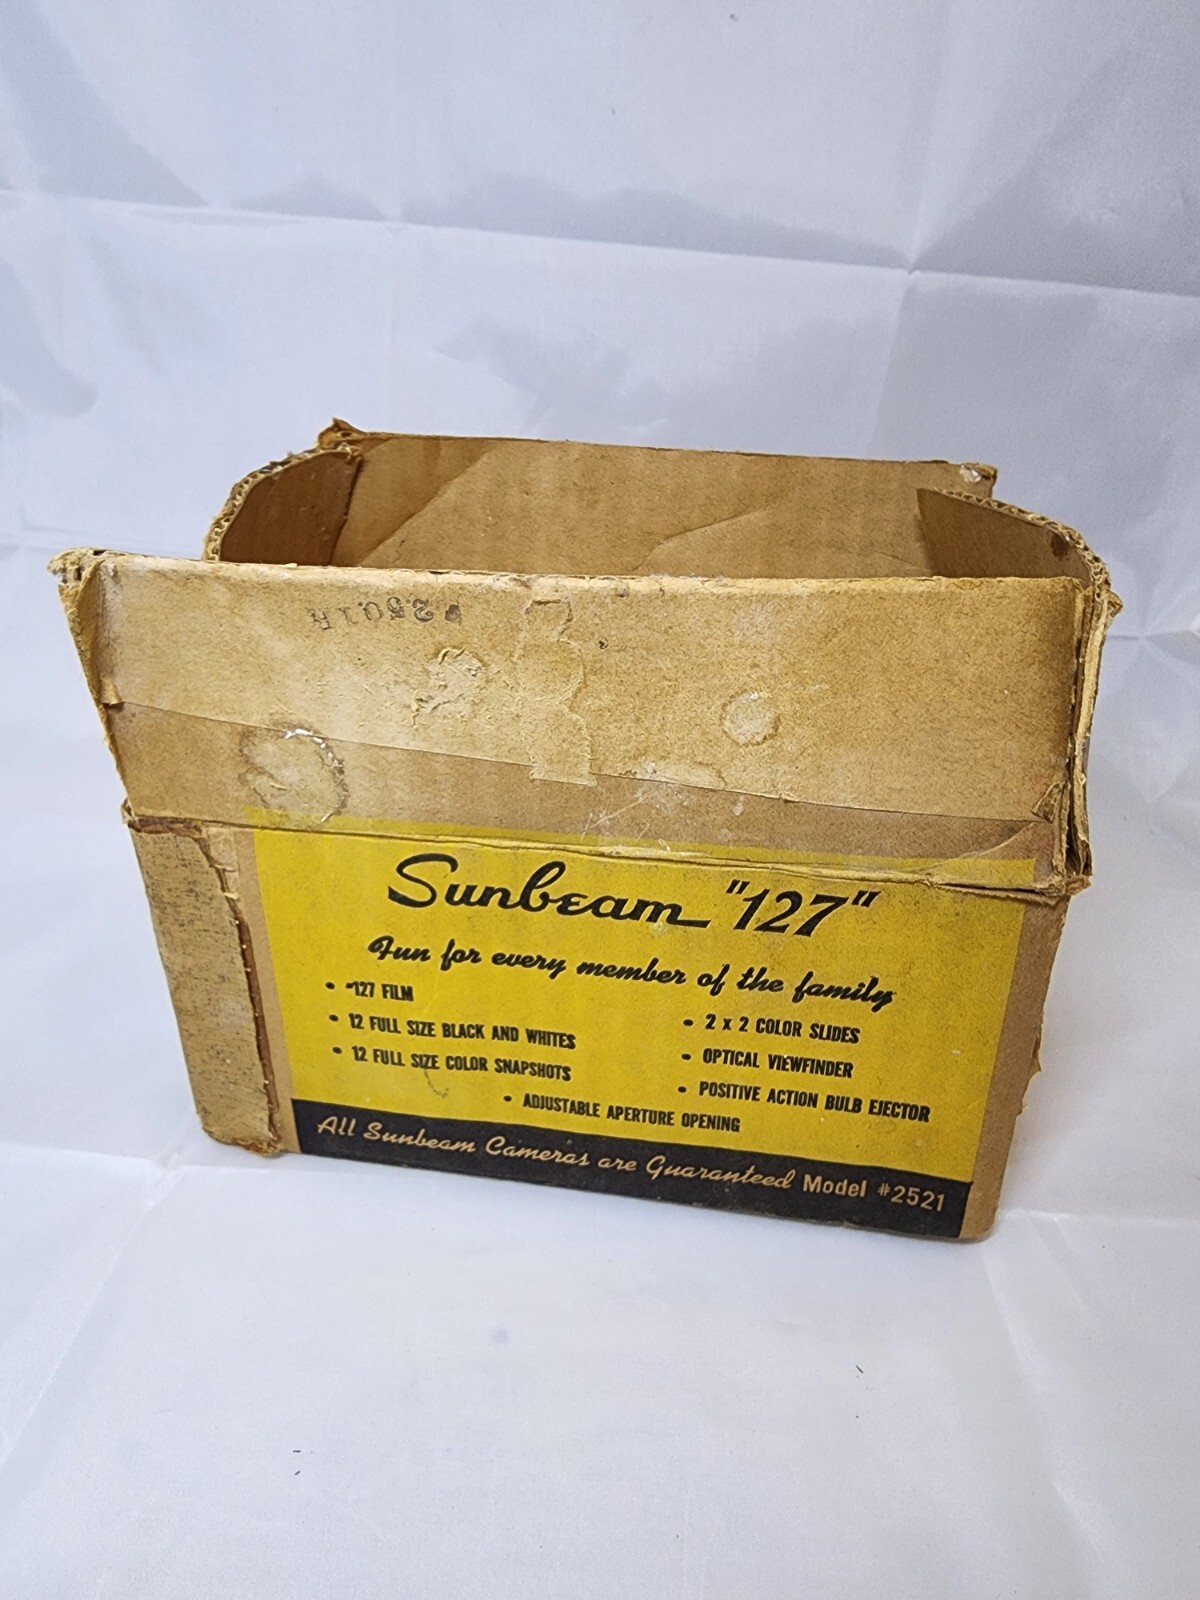 Sunbeam "127"
Fun for every member of the family
• #127 FILM
• 12 FULL SIZE BLACK AND WHITES
• 12 FULL SIZE COLOR SNAPSHOTS
• 2 x 2 COLOR SLIDES
• OPTICAL VIEWFINDER
• POSITIVE ACTION BULB EJECTOR
• ADJUSTABLE APERTURE OPENING
All Sunbeam Cameras are Guaranteed Model #2521